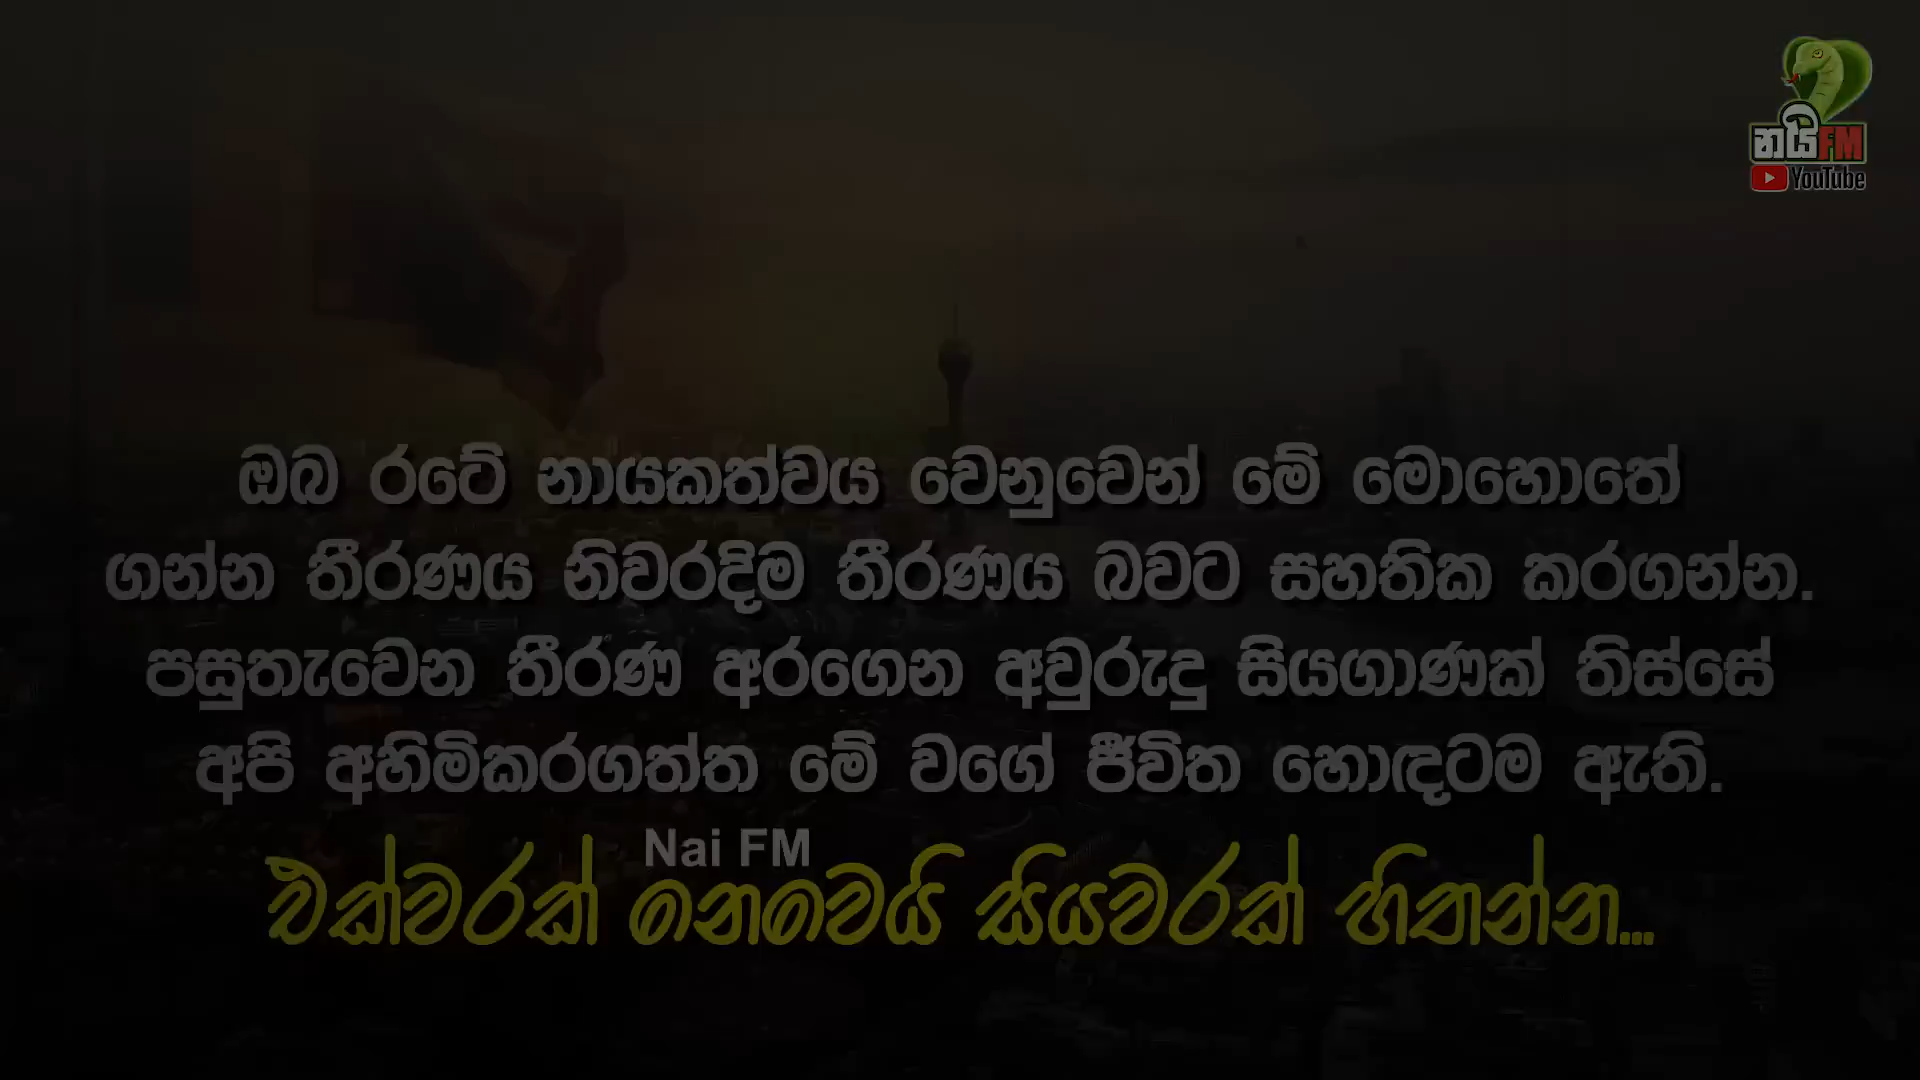 නයි FM
YouTube
ඔබ රටේ නායකත්වය වෙනුවෙන් මේ මොහොතේ
ගන්න තීරණය නිවරදිම තීරණය බවට සහතික කරගන්න.
පසුතැවෙන තීරණ අරගෙන අවුරුදු සියගාණක් තිස්සේ
අපි අහිමිකරගත්ත මේ වගේ ජීවිත හොඳටම ඇති.
Nai FM
එක්වරක් නෙවෙයි සියවරක් හිතන්න...